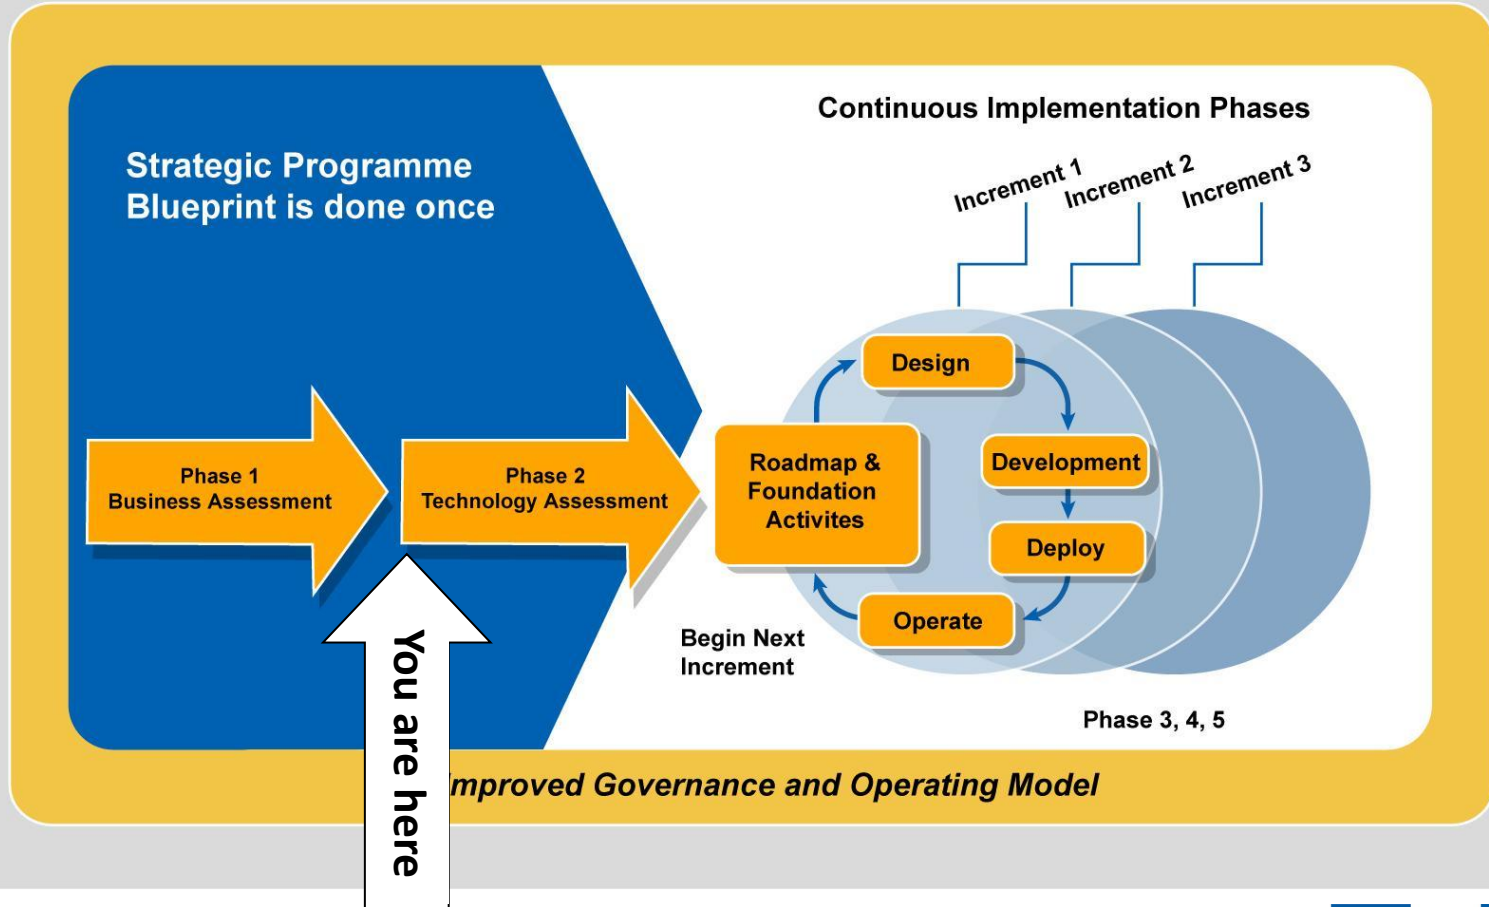 Continuous Implementation Phases
Strategic Programme
Blueprint is done once
Increment 1
Increment 2
Increment 3
Design
Phase 1
Business Assessment
Phase 2
Technology Assessment
Roadmap &
Foundation
Activites
Development
Deploy
Operate
Begin Next
Increment
You are here
Phase 3, 4, 5
mproved Governance and Operating Model